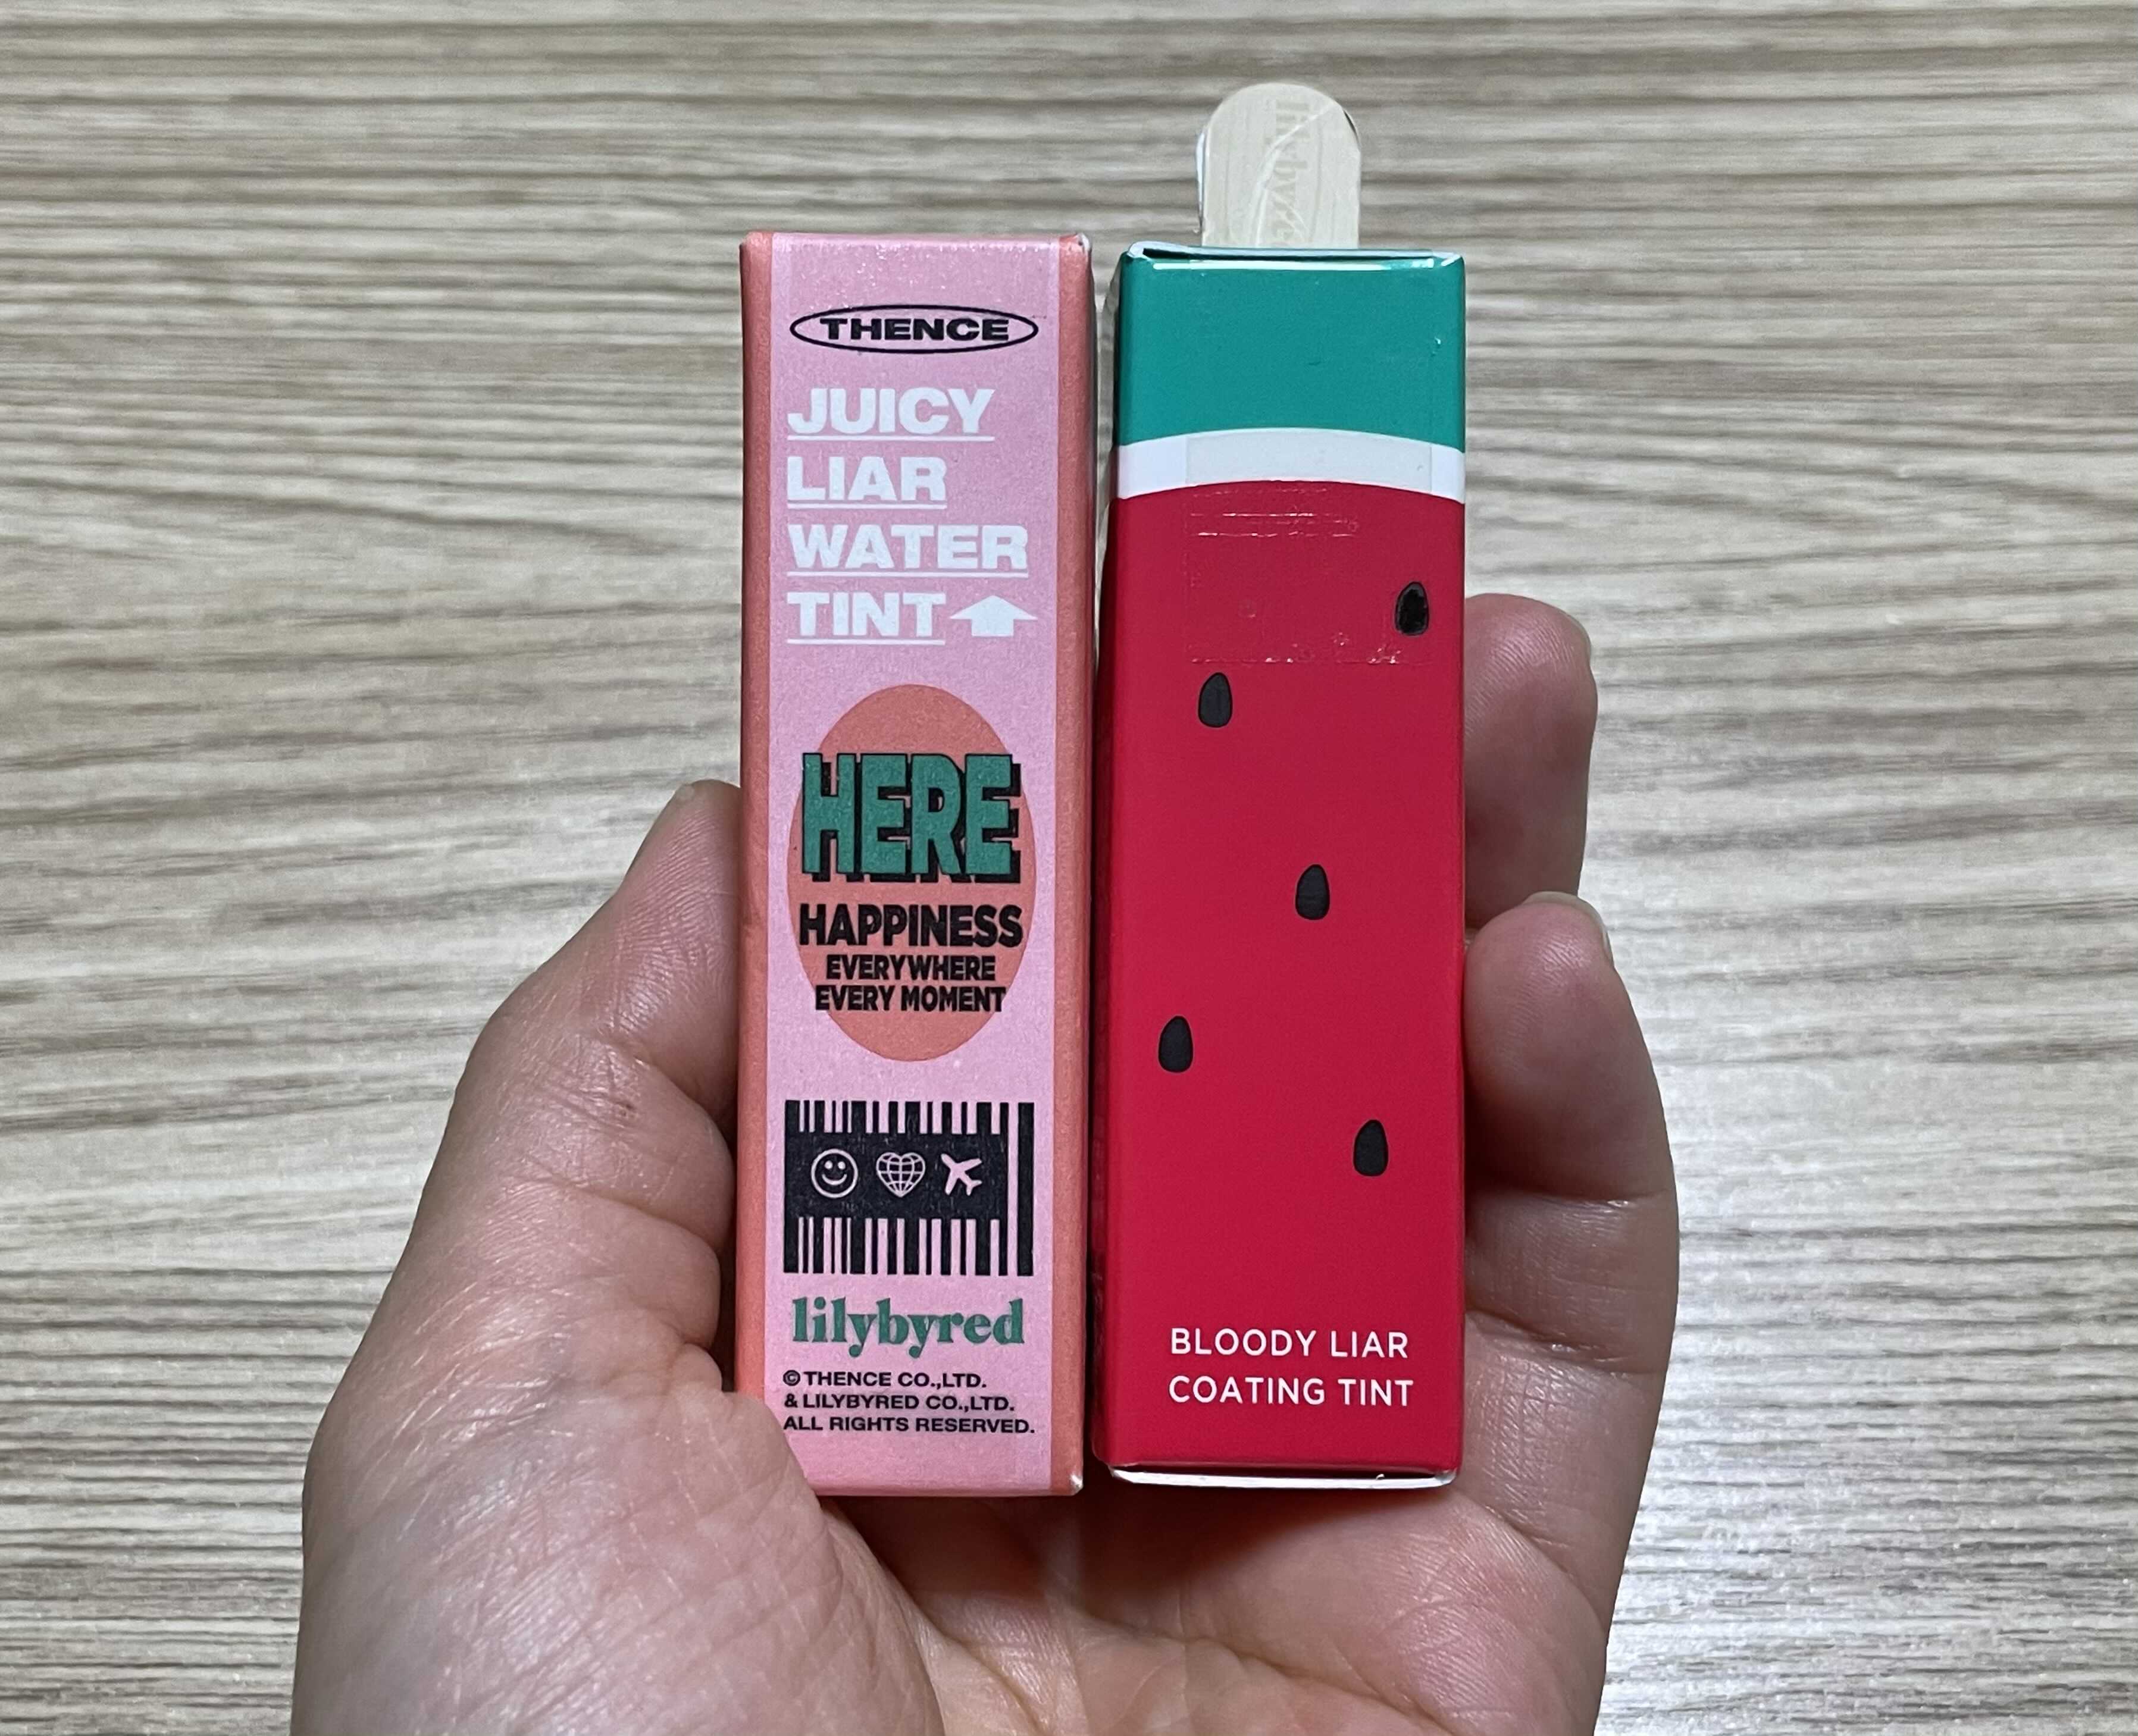 THENCE
JUICY
LIAR
WATER
TINT
HERE
HAPPINESS
EVERYWHERE
EVERY MOMENT
lilybyred
© THENCE CO.,LTD.
& LILYBYRED CO.,LTD.
ALL RIGHTS RESERVED.
lilybyred
BLOODY LIAR
COATING TINT